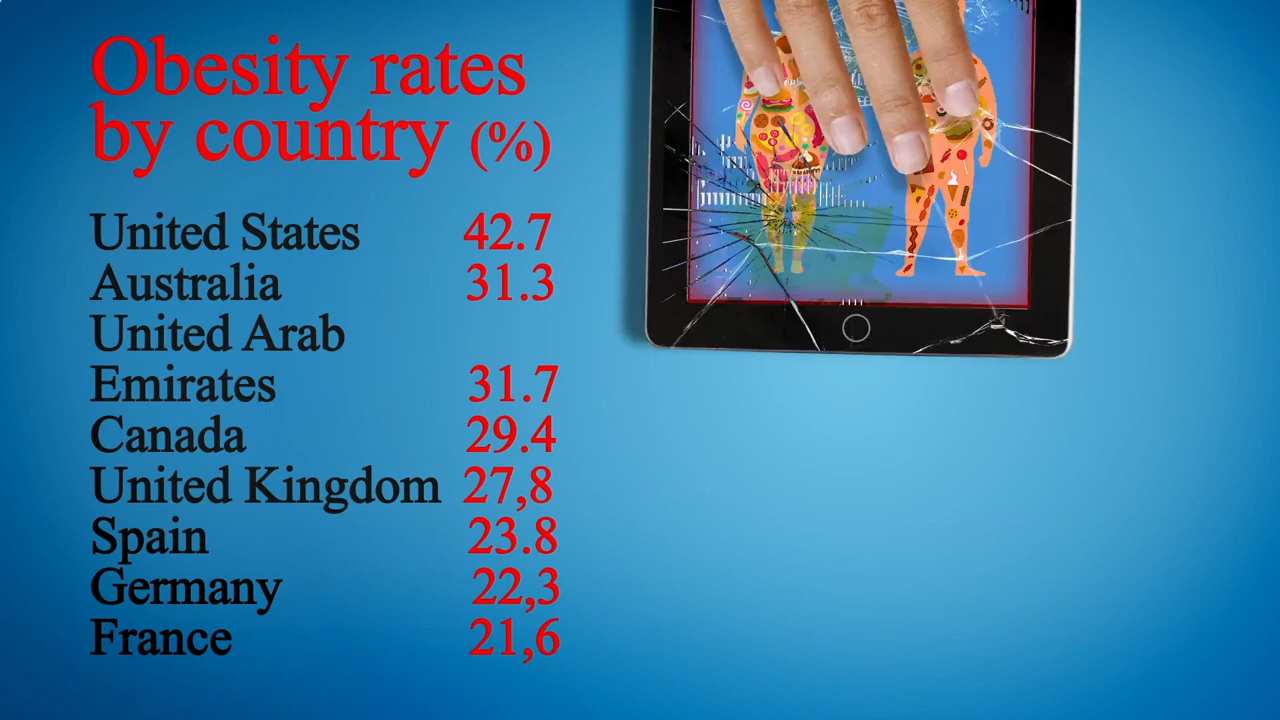 Obesity rates
by country (%)
United States 42.7
Australia 31.3
United Arab
Emirates 31.7
Canada 29.4
United Kingdom 27,8
Spain 23.8
Germany 22,3
France 21,6